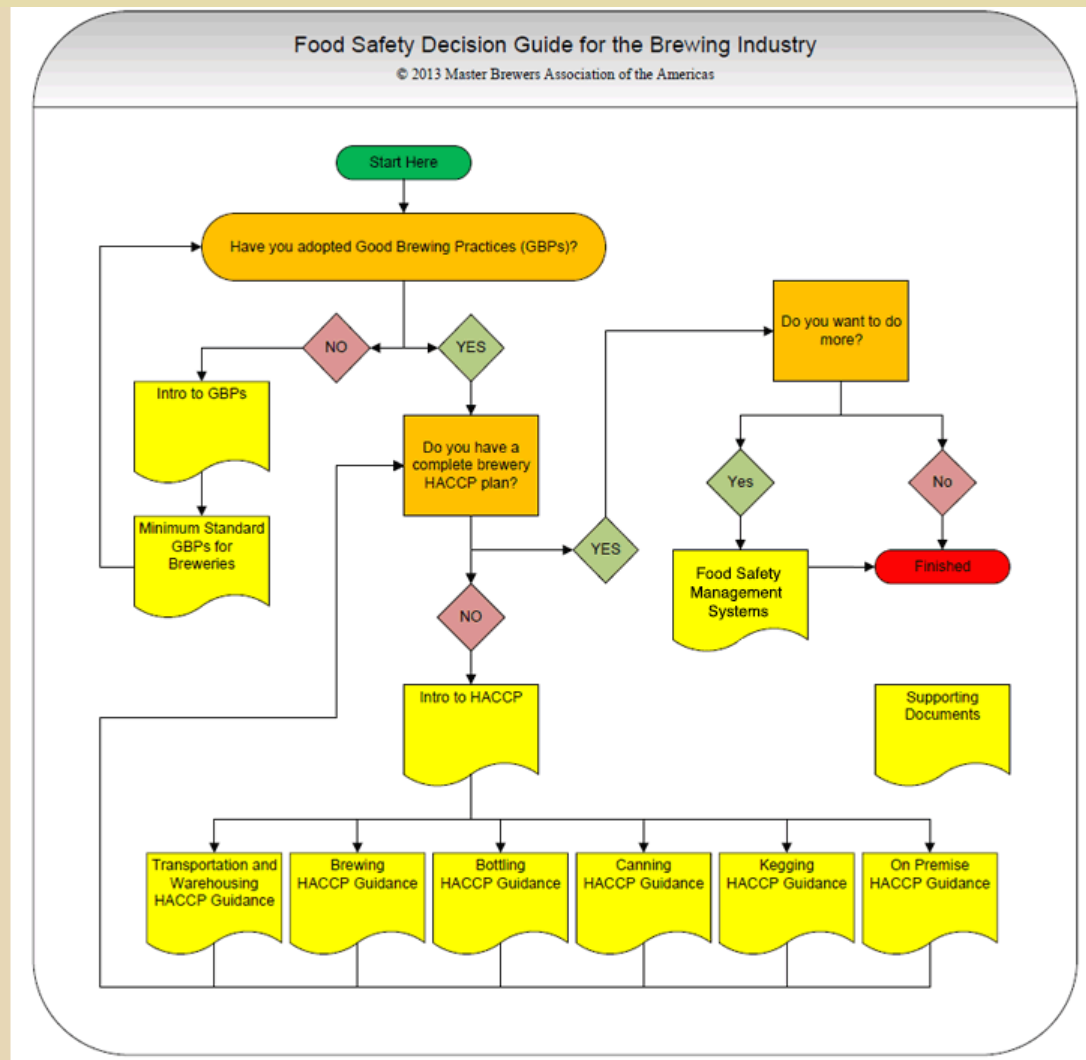 Food Safety Decision Guide for the Brewing Industry
© 2013 Master Brewers Association of the Americas
Start Here
Have you adopted Good Brewing Practices (GBPs)?
NO
YES
Intro to GBPs
Minimum Standard
GBPs for
Breweries
Do you have a
complete brewery
HACCP plan?
YES
NO
Do you want to do
more?
Yes
No
Food Safety
Management
Systems
Finished
Intro to HACCP
Supporting
Documents
Transportation and
Warehousing
HACCP Guidance
Brewing
HACCP Guidance
Bottling
HACCP Guidance
Canning
HACCP Guidance
Kegging
HACCP Guidance
On Premise
HACCP Guidance